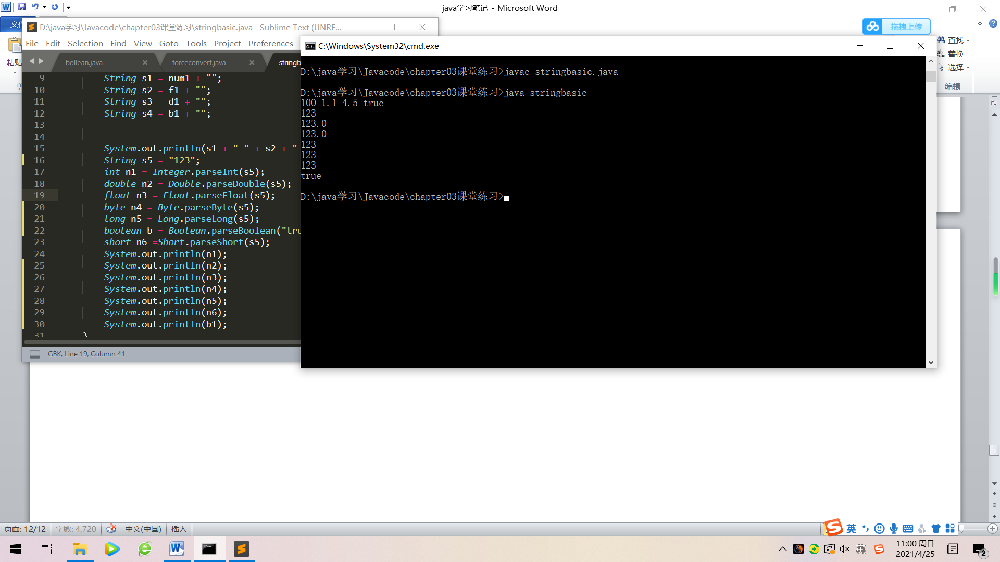 java学习笔记 - Microsoft Word
D:\java学习\Javacode\chapter03课堂练习\stringbasic.java - Sublime Text (UNRE...
File Edit Selection Find View Goto Tools Project Preferences
bollean.java
forceconvert.java
stringb
9 String s1 = num1 + "";
10 String s2 = f1 + "";
11 String s3 = d1 + "";
12 String s4 = b1 + "";
13
14
15 System.out.println(s1 + " " + s2 + "
16 String s5 = "123";
17 int n1 = Integer.parseInt(s5);
18 double n2 = Double.parseDouble(s5);
19 float n3 = Float.parseFloat(s5);
20 byte n4 = Byte.parseByte(s5);
21 long n5 = Long.parseLong(s5);
22 boolean b = Boolean.parseBoolean("tru
23 short n6 =Short.parseShort(s5);
24 System.out.println(n1);
25 System.out.println(n2);
26 System.out.println(n3);
27 System.out.println(n4);
28 System.out.println(n5);
29 System.out.println(n6);
30 System.out.println(b1);
31 }
GBK, Line 19, Column 41
C:\Windows\System32\cmd.exe
D:\java学习\Javacode\chapter03课堂练习>javac stringbasic.java
D:\java学习\Javacode\chapter03课堂练习>java stringbasic
100 1.1 4.5 true
123
123.0
123.0
123
123
123
true
D:\java学习\Javacode\chapter03课堂练习>
拖拽上传
查找
替换
选择
编辑
粘贴
页面: 12/12 字数: 4,720 中文(中国) 插入
英
英
11:00 周日
2021/4/25
2